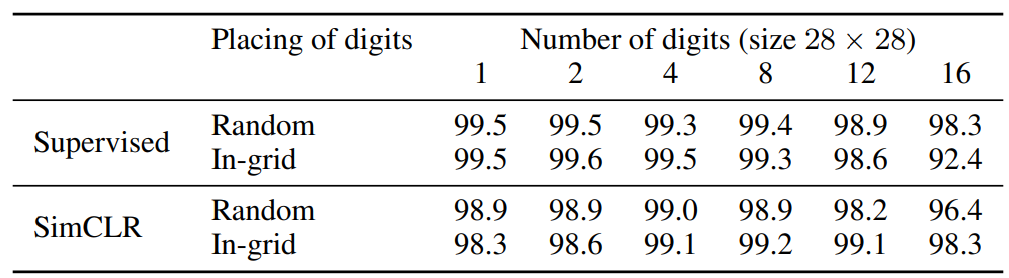 Placing of digits Number of digits (size 28 × 28)
1 2 4 8 12 16
Supervised Random 99.5 99.5 99.3 99.4 98.9 98.3
In-grid 99.5 99.6 99.5 99.3 98.6 92.4
SimCLR Random 98.9 98.9 99.0 98.9 98.2 96.4
In-grid 98.3 98.6 99.1 99.2 99.1 98.3